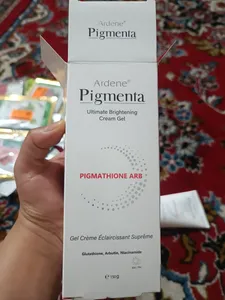 Ardene®
Pigmenta
Ardene®
Pigmenta
Ultimate Brightening
Cream Gel
PIGMATHIONE ARB
Gel Crème Éclaircissant Suprême
Glutathione, Arbutin, Niacinamide